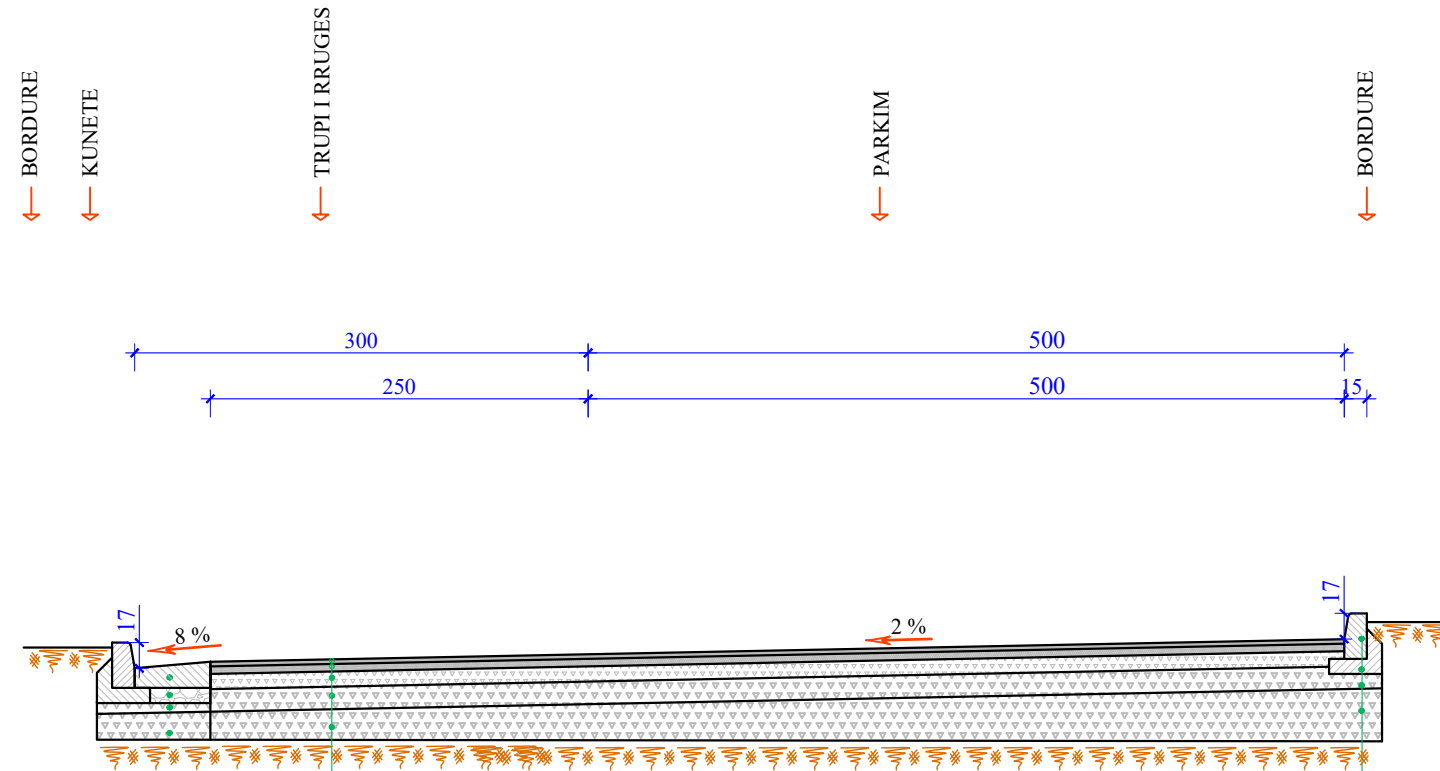 BORDURE
KUNETE
TRUPI I RRUGES
PARKIM
BORDURE
300
500
250
500
15
17
8 %
2 %
17